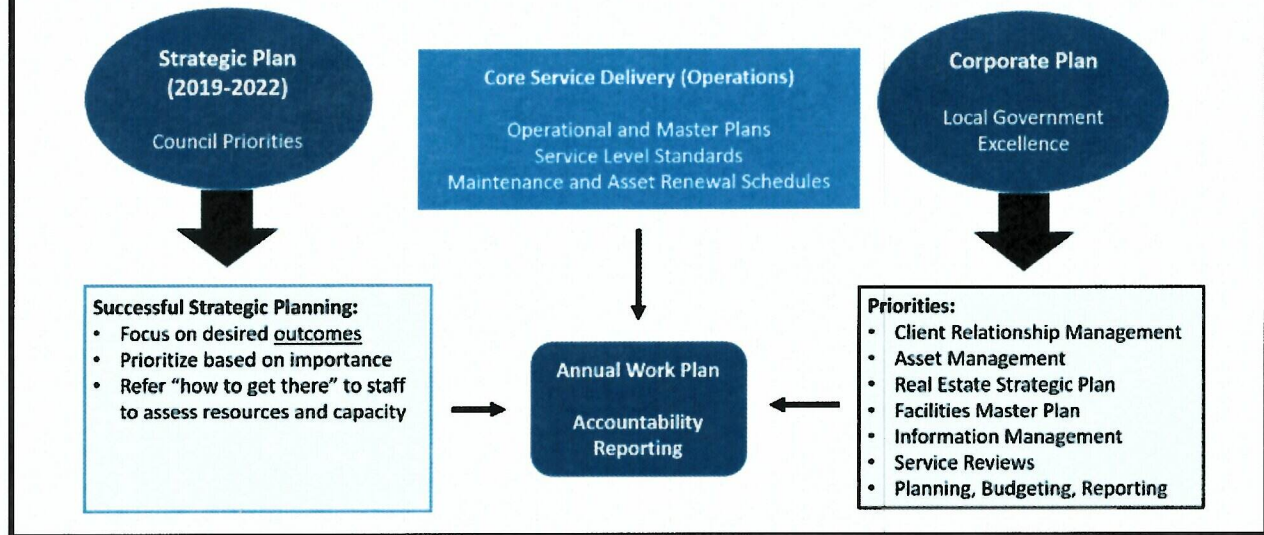 Strategic Plan
(2019-2022)
Council Priorities
Core Service Delivery (Operations)
Operational and Master Plans
Service Level Standards
Maintenance and Asset Renewal Schedules
Corporate Plan
Local Government
Excellence
Successful Strategic Planning:
• Focus on desired outcomes
• Prioritize based on importance
• Refer “how to get there” to staff
to assess resources and capacity
Annual Work Plan
Accountability
Reporting
Priorities:
• Client Relationship Management
• Asset Management
• Real Estate Strategic Plan
• Facilities Master Plan
• Information Management
• Service Reviews
• Planning, Budgeting, Reporting